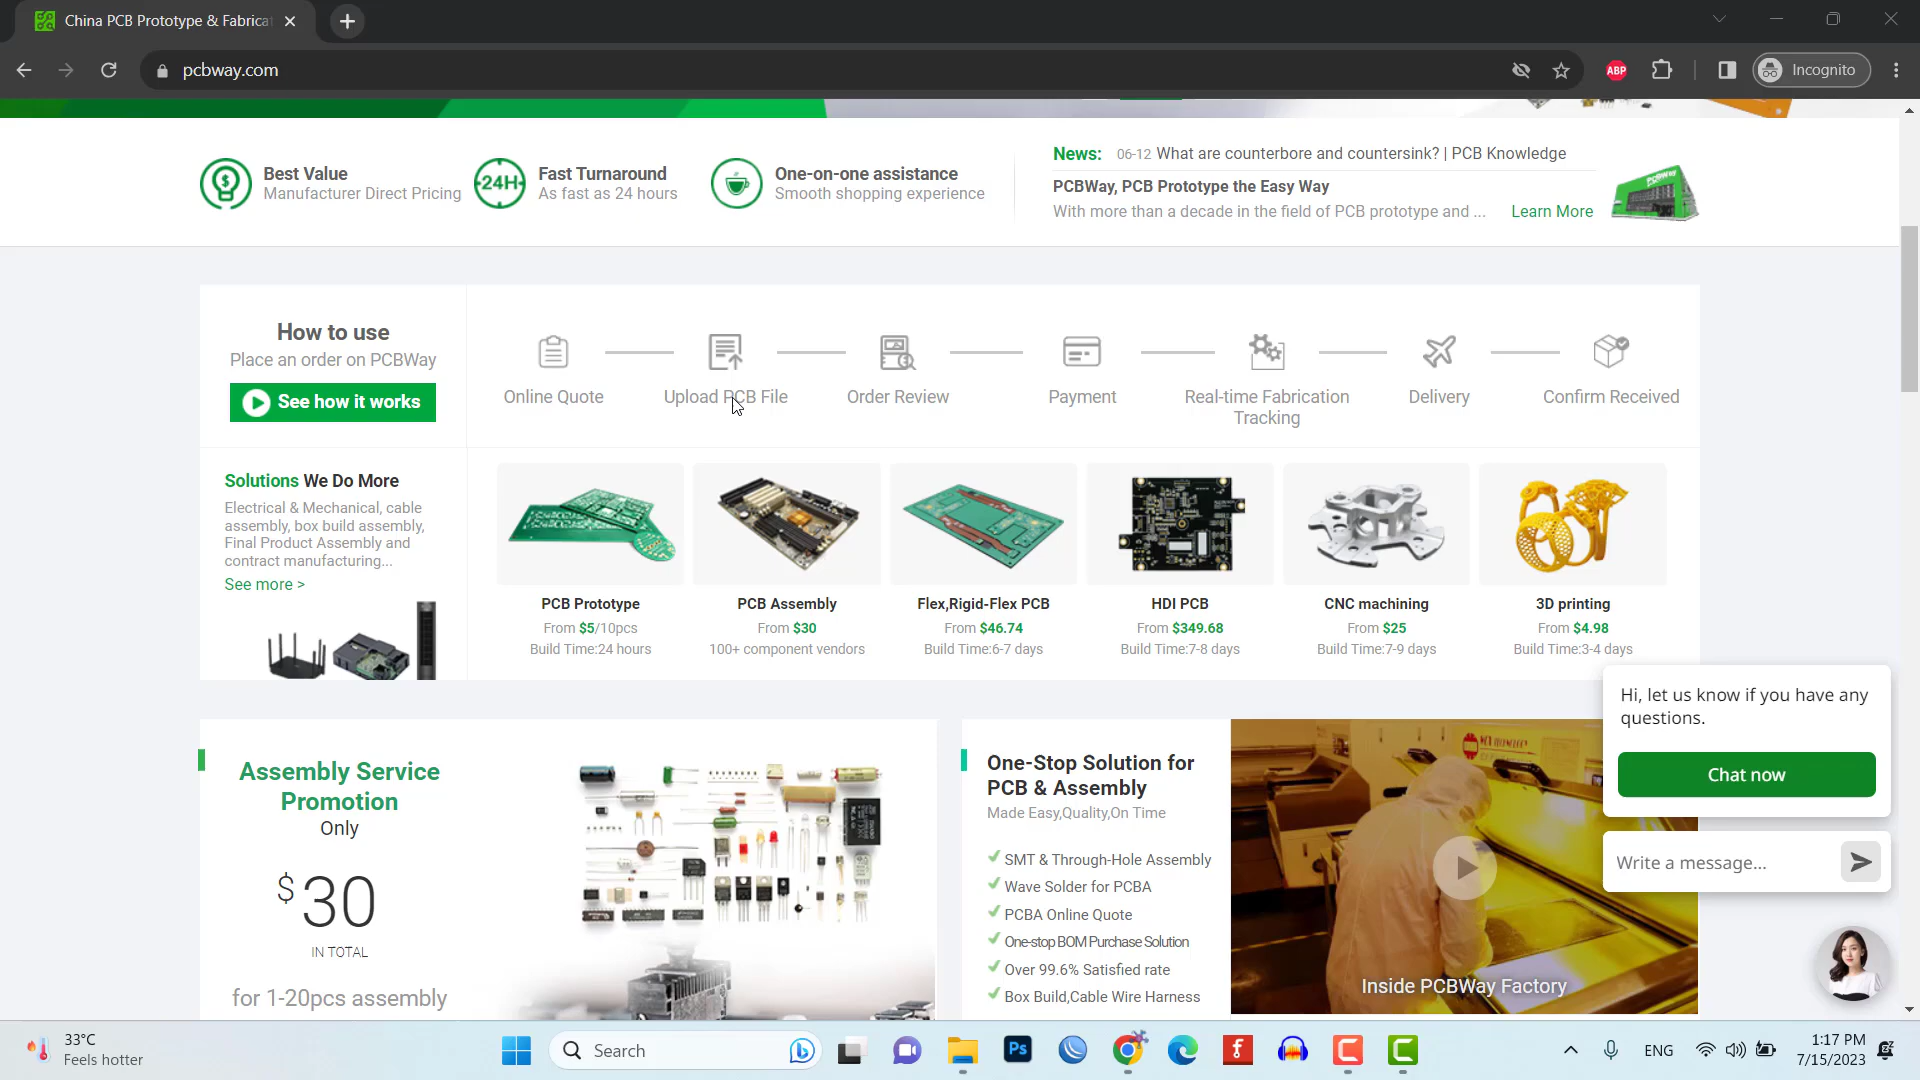 China PCB Prototype & Fabricat
pcbway.com
ABP
Incognito
Best Value
Manufacturer Direct Pricing
24H
Fast Turnaround
As fast as 24 hours
One-on-one assistance
Smooth shopping experience
News: 06-12 What are counterbore and countersink? | PCB Knowledge
PCBWay, PCB Prototype the Easy Way
With more than a decade in the field of PCB prototype and ... Learn More
How to use
Place an order on PCBWay
See how it works
Online Quote
Upload PCB File
Order Review
Payment
Real-time Fabrication
Tracking
Delivery
Confirm Received
Solutions We Do More
Electrical & Mechanical, cable
assembly, box build assembly,
Final Product Assembly and
contract manufacturing...
See more >
PCB Prototype
From $5/10pcs
Build Time:24 hours
PCB Assembly
From $30
100+ component vendors
Flex,Rigid-Flex PCB
From $46.74
Build Time:6-7 days
HDI PCB
From $349.68
Build Time:7-8 days
CNC machining
From $25
Build Time:7-9 days
3D printing
From $4.98
Build Time:3-4 days
Hi, let us know if you have any
questions.
Chat now
Write a message...
Assembly Service
Promotion
Only
$30
IN TOTAL
for 1-20pcs assembly
One-Stop Solution for
PCB & Assembly
Made Easy,Quality,On Time
SMT & Through-Hole Assembly
Wave Solder for PCBA
PCBA Online Quote
One-stop BOM Purchase Solution
Over 99.6% Satisfied rate
Box Build,Cable Wire Harness
Inside PCBWay Factory
33°C
Feels hotter
Search
Ps
ENG
1:17 PM
7/15/2023